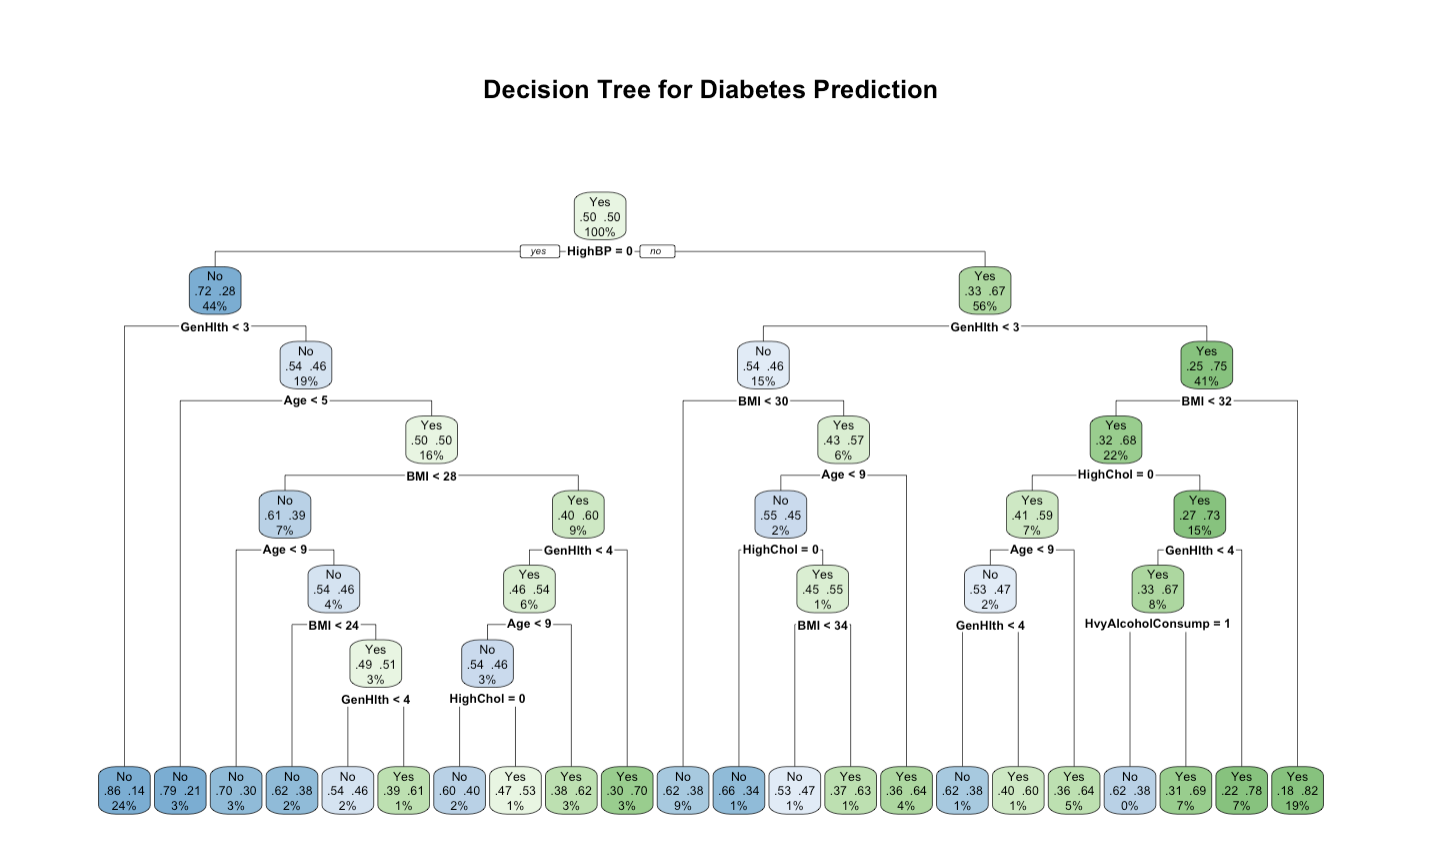 Decision Tree for Diabetes Prediction
Yes
.50 .50
100%
yes HighBP = 0 no
No
.72 .28
44%
Yes
.33 .67
56%
GenHlth < 3
GenHlth < 3
No
.54 .46
19%
No
.54 .46
15%
Yes
.25 .75
41%
Age < 5
BMI < 30
BMI < 32
Yes
.50 .50
16%
Yes
.43 .57
6%
Yes
.32 .68
22%
BMI < 28
Age < 9
HighChol = 0
No
.61 .39
7%
Yes
.40 .60
9%
No
.55 .45
2%
Yes
.41 .59
7%
Yes
.27 .73
15%
Age < 9
GenHlth < 4
HighChol = 0
Age < 9
GenHlth < 4
No
.54 .46
4%
Yes
.46 .54
6%
Yes
.45 .55
1%
No
.53 .47
2%
Yes
.33 .67
8%
BMI < 24
Age < 9
BMI < 34
GenHlth < 4
HvyAlcoholConsump = 1
Yes
.49 .51
3%
No
.54 .46
3%
GenHlth < 4
HighChol = 0
No
.86 .14
24%
No
.79 .21
3%
No
.70 .30
3%
No
.62 .38
2%
No
.54 .46
2%
Yes
.39 .61
1%
No
.60 .40
2%
Yes
.47 .53
1%
Yes
.38 .62
3%
Yes
.30 .70
3%
No
.62 .38
9%
No
.66 .34
1%
No
.53 .47
1%
Yes
.37 .63
1%
Yes
.36 .64
4%
No
.62 .38
1%
Yes
.40 .60
1%
Yes
.36 .64
5%
No
.62 .38
0%
Yes
.31 .69
7%
Yes
.22 .78
7%
Yes
.18 .82
19%